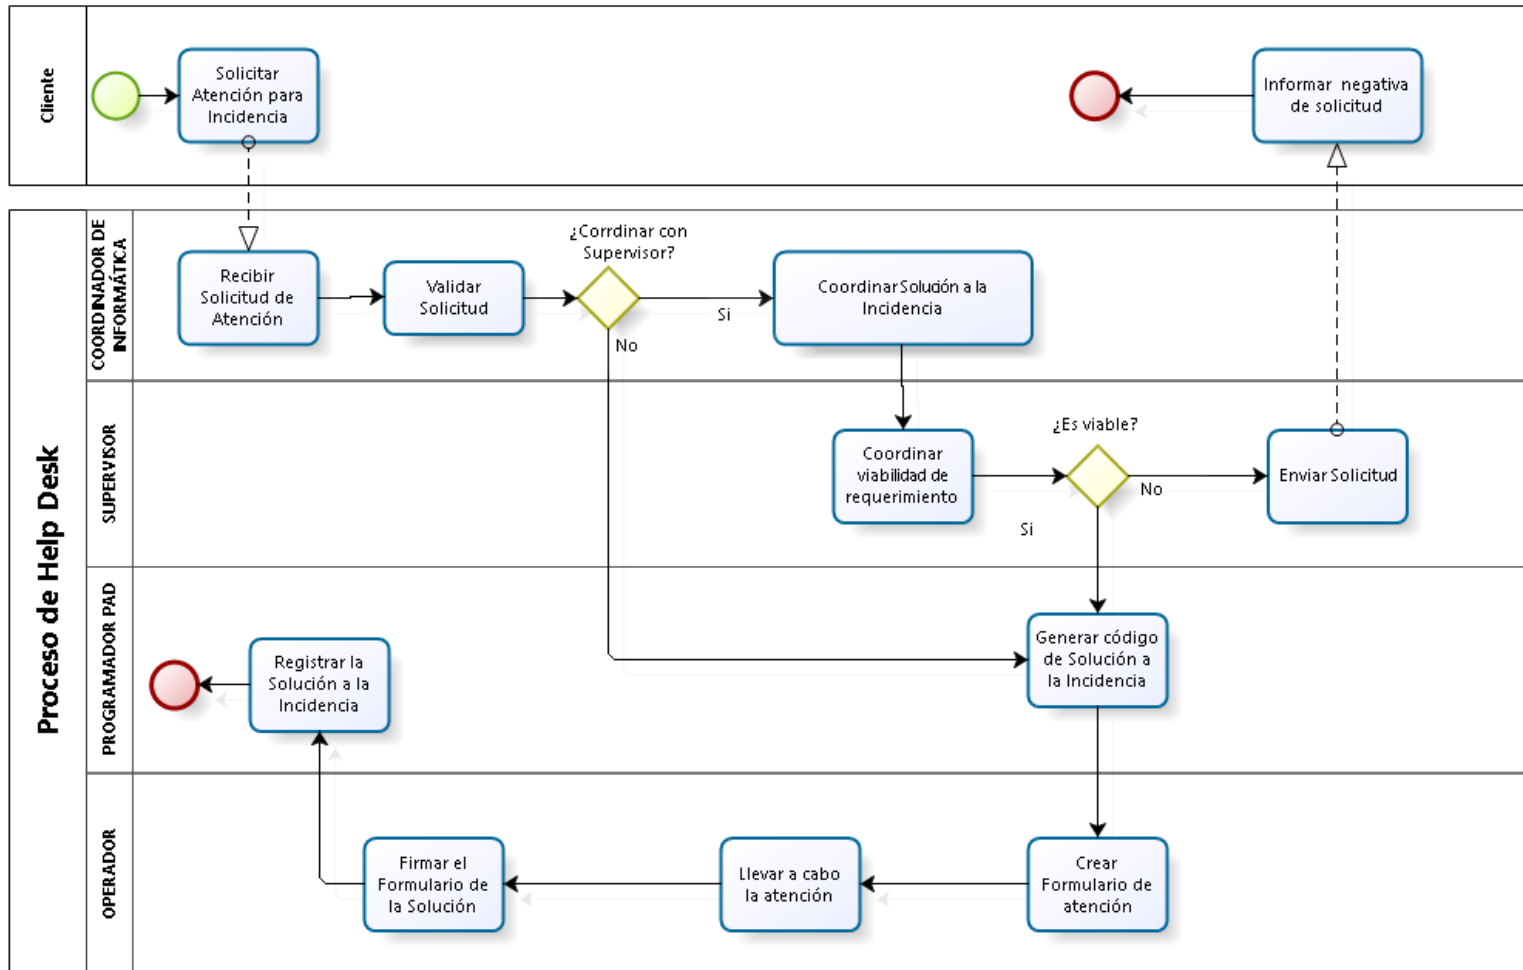 Cliente
Solicitar
Atención para
Incidencia
Informar negativa
de solicitud
Proceso de Help Desk
COORDINADOR DE
INFORMÁTICA
Recibir
Solicitud de
Atención
Validar
Solicitud
¿Corrdinar con
Supervisor?
Si
No
Coordinar Solución a la
Incidencia
SUPERVISOR
Coordinar
viabilidad de
requerimiento
¿Es viable?
No
Si
Enviar Solicitud
PROGRAMADOR PAD
Registrar la
Solución a la
Incidencia
Generar código
de Solución a
la Incidencia
OPERADOR
Firmar el
Formulario de
la Solución
Llevar a cabo
la atención
Crear
Formulario de
atención